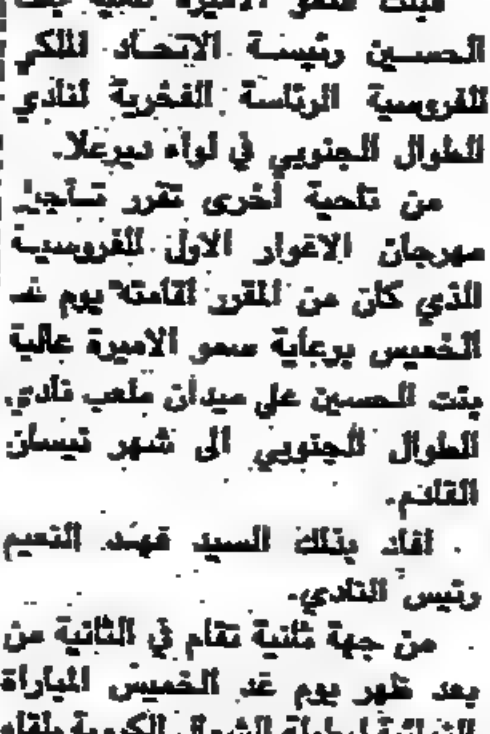 الحسين رئيسة الاتحاد الملكي
للفروسية الرئاسة الفخرية لنادي
الطوال الجنوبي في لواء ديرعلا.
من ناحية أخرى تقرر تأجيل
مهرجان الاغوار الاول للفروسية
الذي كان من المقرر اقامته يوم غد
الخميس برعاية سمو الاميرة عالية
بنت الحسين على ميدان ملعب نادي
الطوال الجنوبي الى شهر نيسان
القادم.
افاد بذلك السيد فهد النعيم
رئيس النادي.
من جهة ثانية تقام في الثانية من
بعد ظهر يوم غد الخميس المباراة